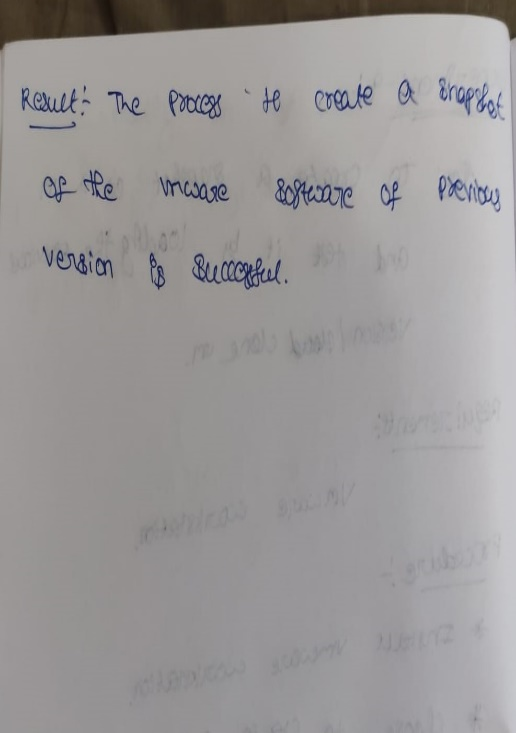 Result:- The process to create a snapshot
of the vmware software of previous
version is successful.